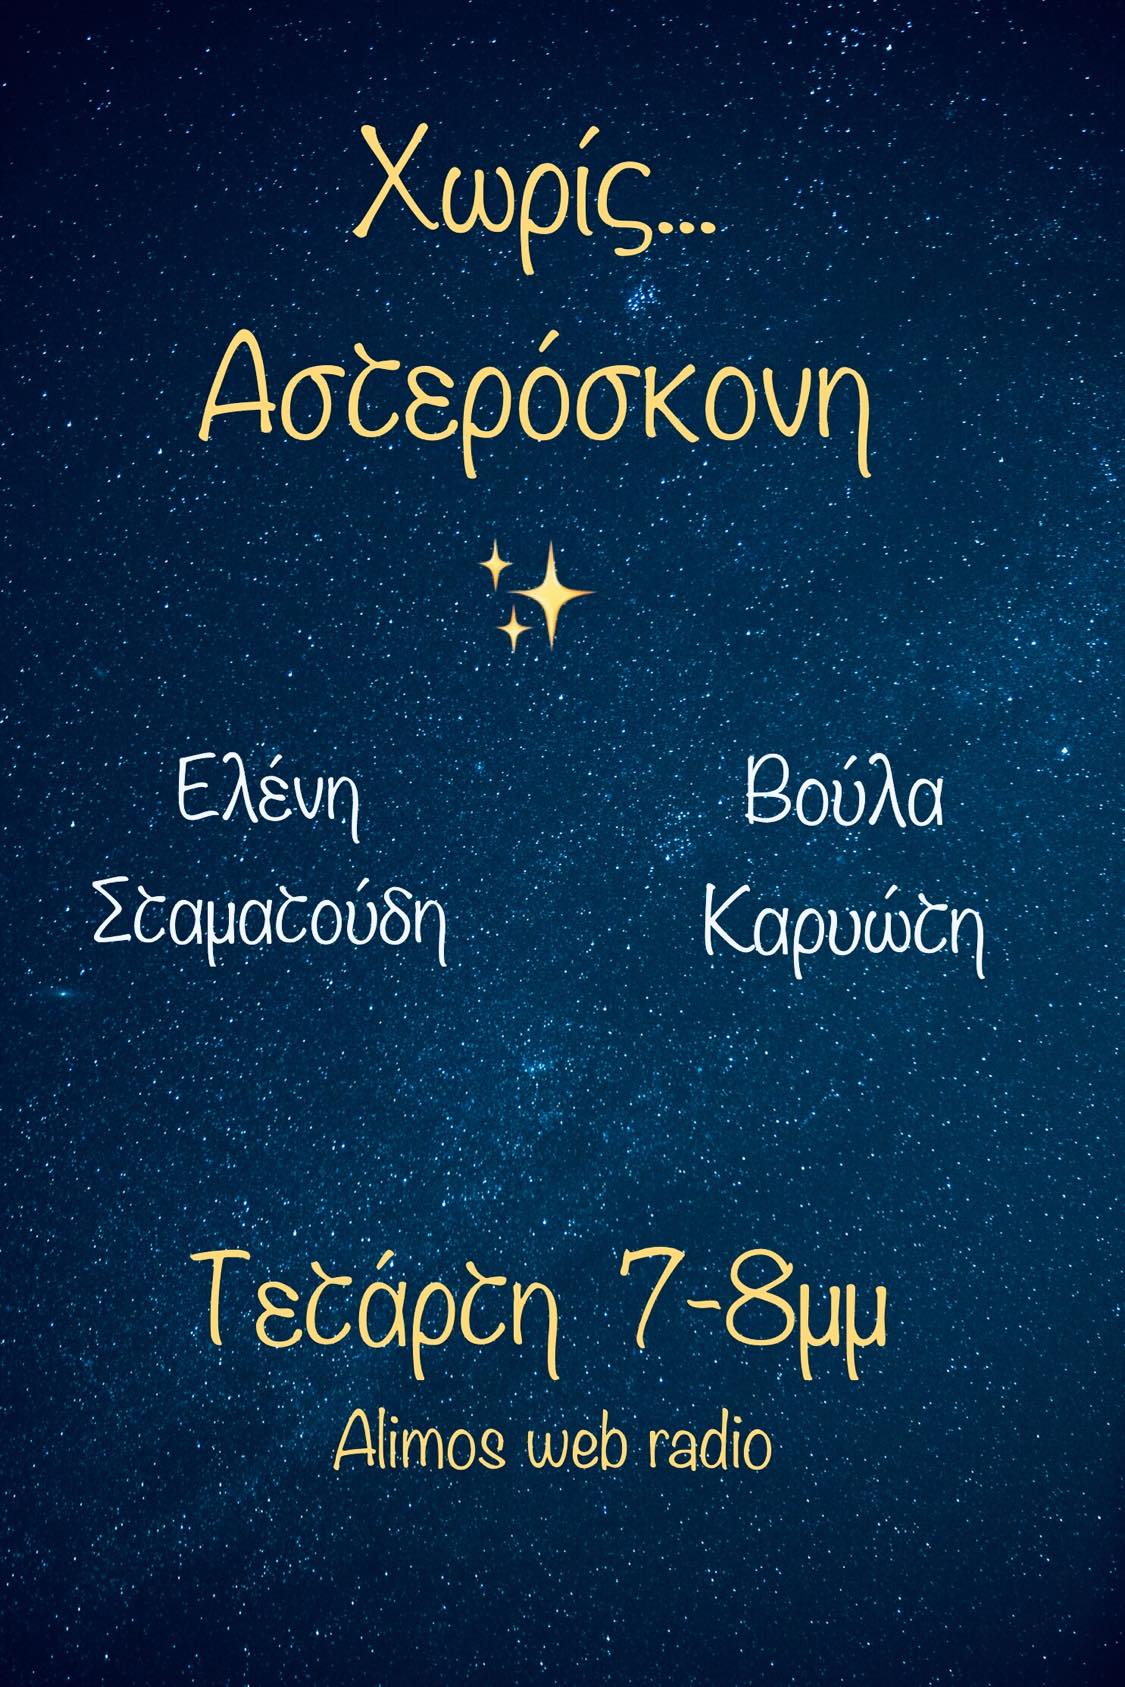 Χωρίς...
Αστερόσκονη
Ελένη
Σταματούδη
Βούλα
Καρυώτη
Τετάρτη 7-8μμ
Alimos web radio